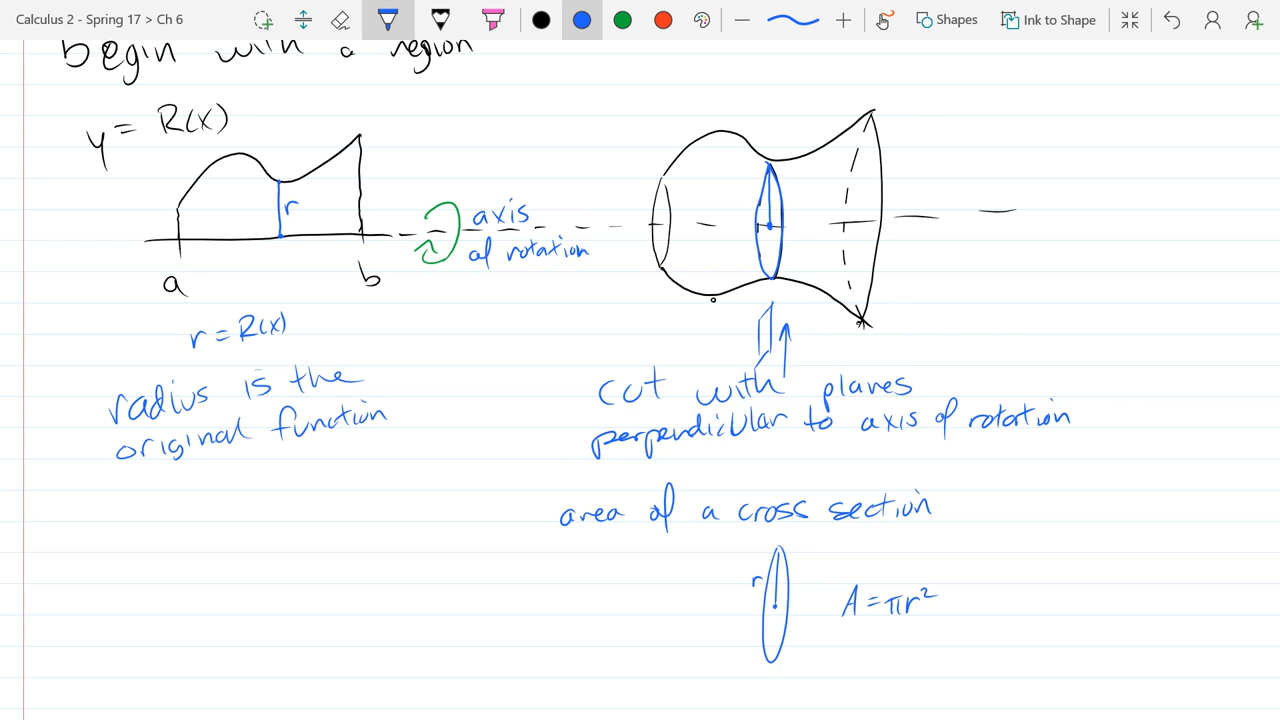 Calculus 2 - Spring 17 > Ch 6
Shapes
Ink to Shape
begin with a region
y = R(x)
r
axis
of rotation
a
b
r = R(x)
radius is the
original function
cut with planes
perpendicular to axis of rotation
area of a cross section
r
A = πr²